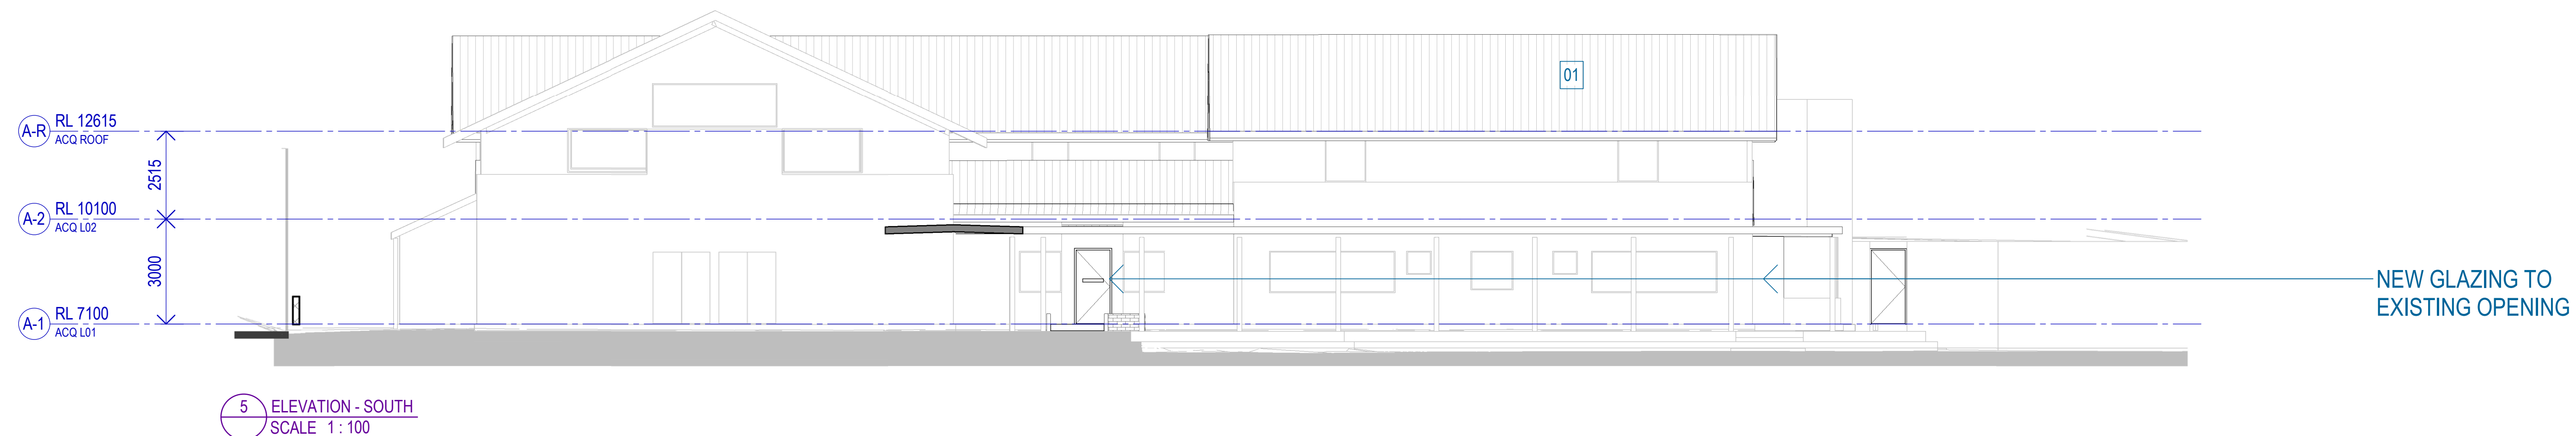 01
A-R RL 12615
ACQ ROOF
2515
A-2 RL 10100
ACQ L02
3000
A-1 RL 7100
ACQ L01
NEW GLAZING TO
EXISTING OPENING
5 ELEVATION - SOUTH
SCALE 1 : 100